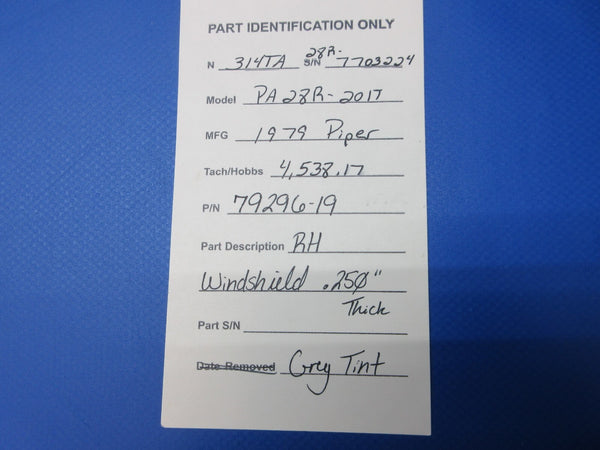 PART IDENTIFICATION ONLY
N 314TA S/N 28R-7703224
Model PA28R-201T
MFG 1979 Piper
Tach/Hobbs 4,538.17
P/N 79296-19
Part Description RH
Windshield .250"
Thick
Part S/N
Date Removed Grey Tint